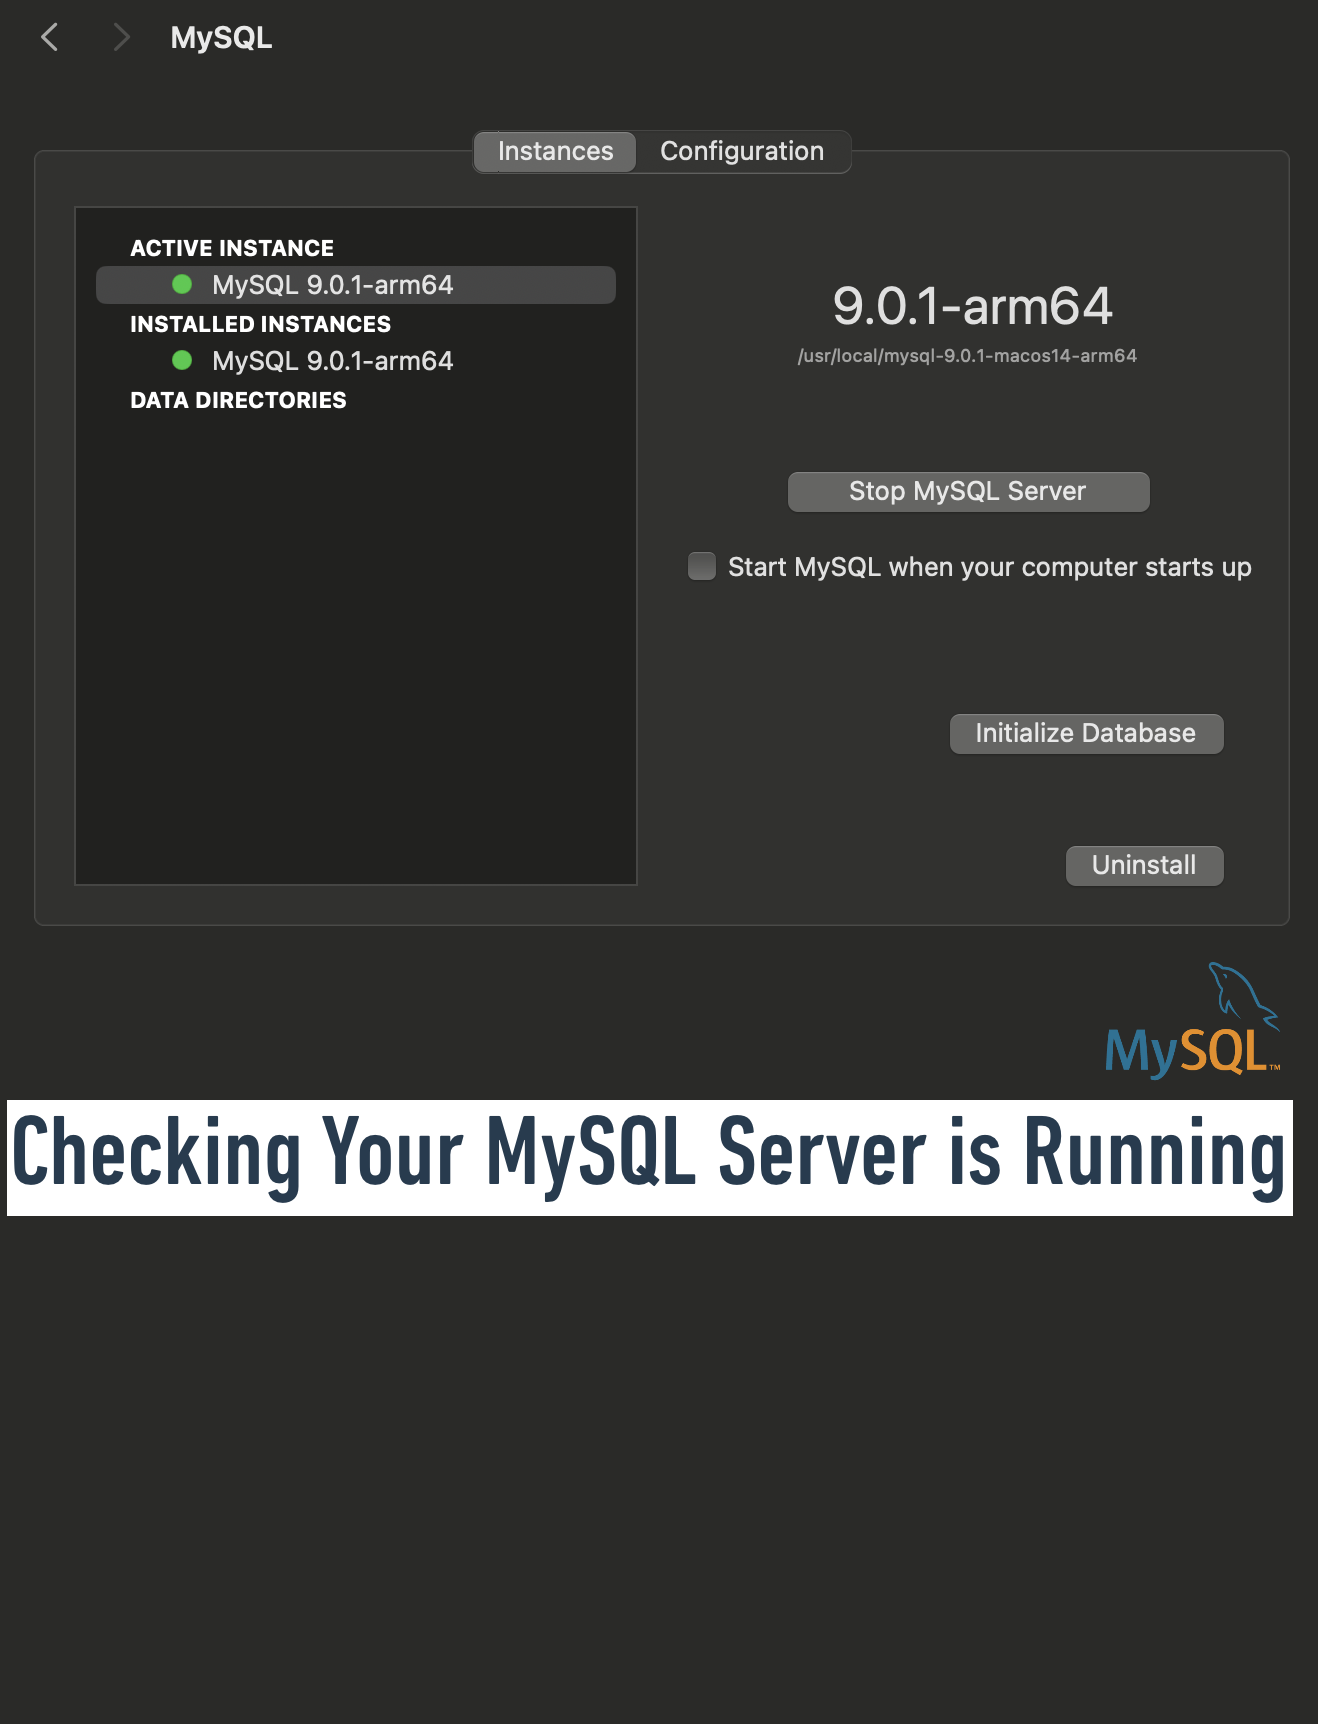 MySQL
Instances
Configuration
ACTIVE INSTANCE
MySQL 9.0.1-arm64
INSTALLED INSTANCES
MySQL 9.0.1-arm64
DATA DIRECTORIES
9.0.1-arm64
/usr/local/mysql-9.0.1-macos14-arm64
Stop MySQL Server
Start MySQL when your computer starts up
Initialize Database
Uninstall
MySQL™
Checking Your MySQL Server is Running